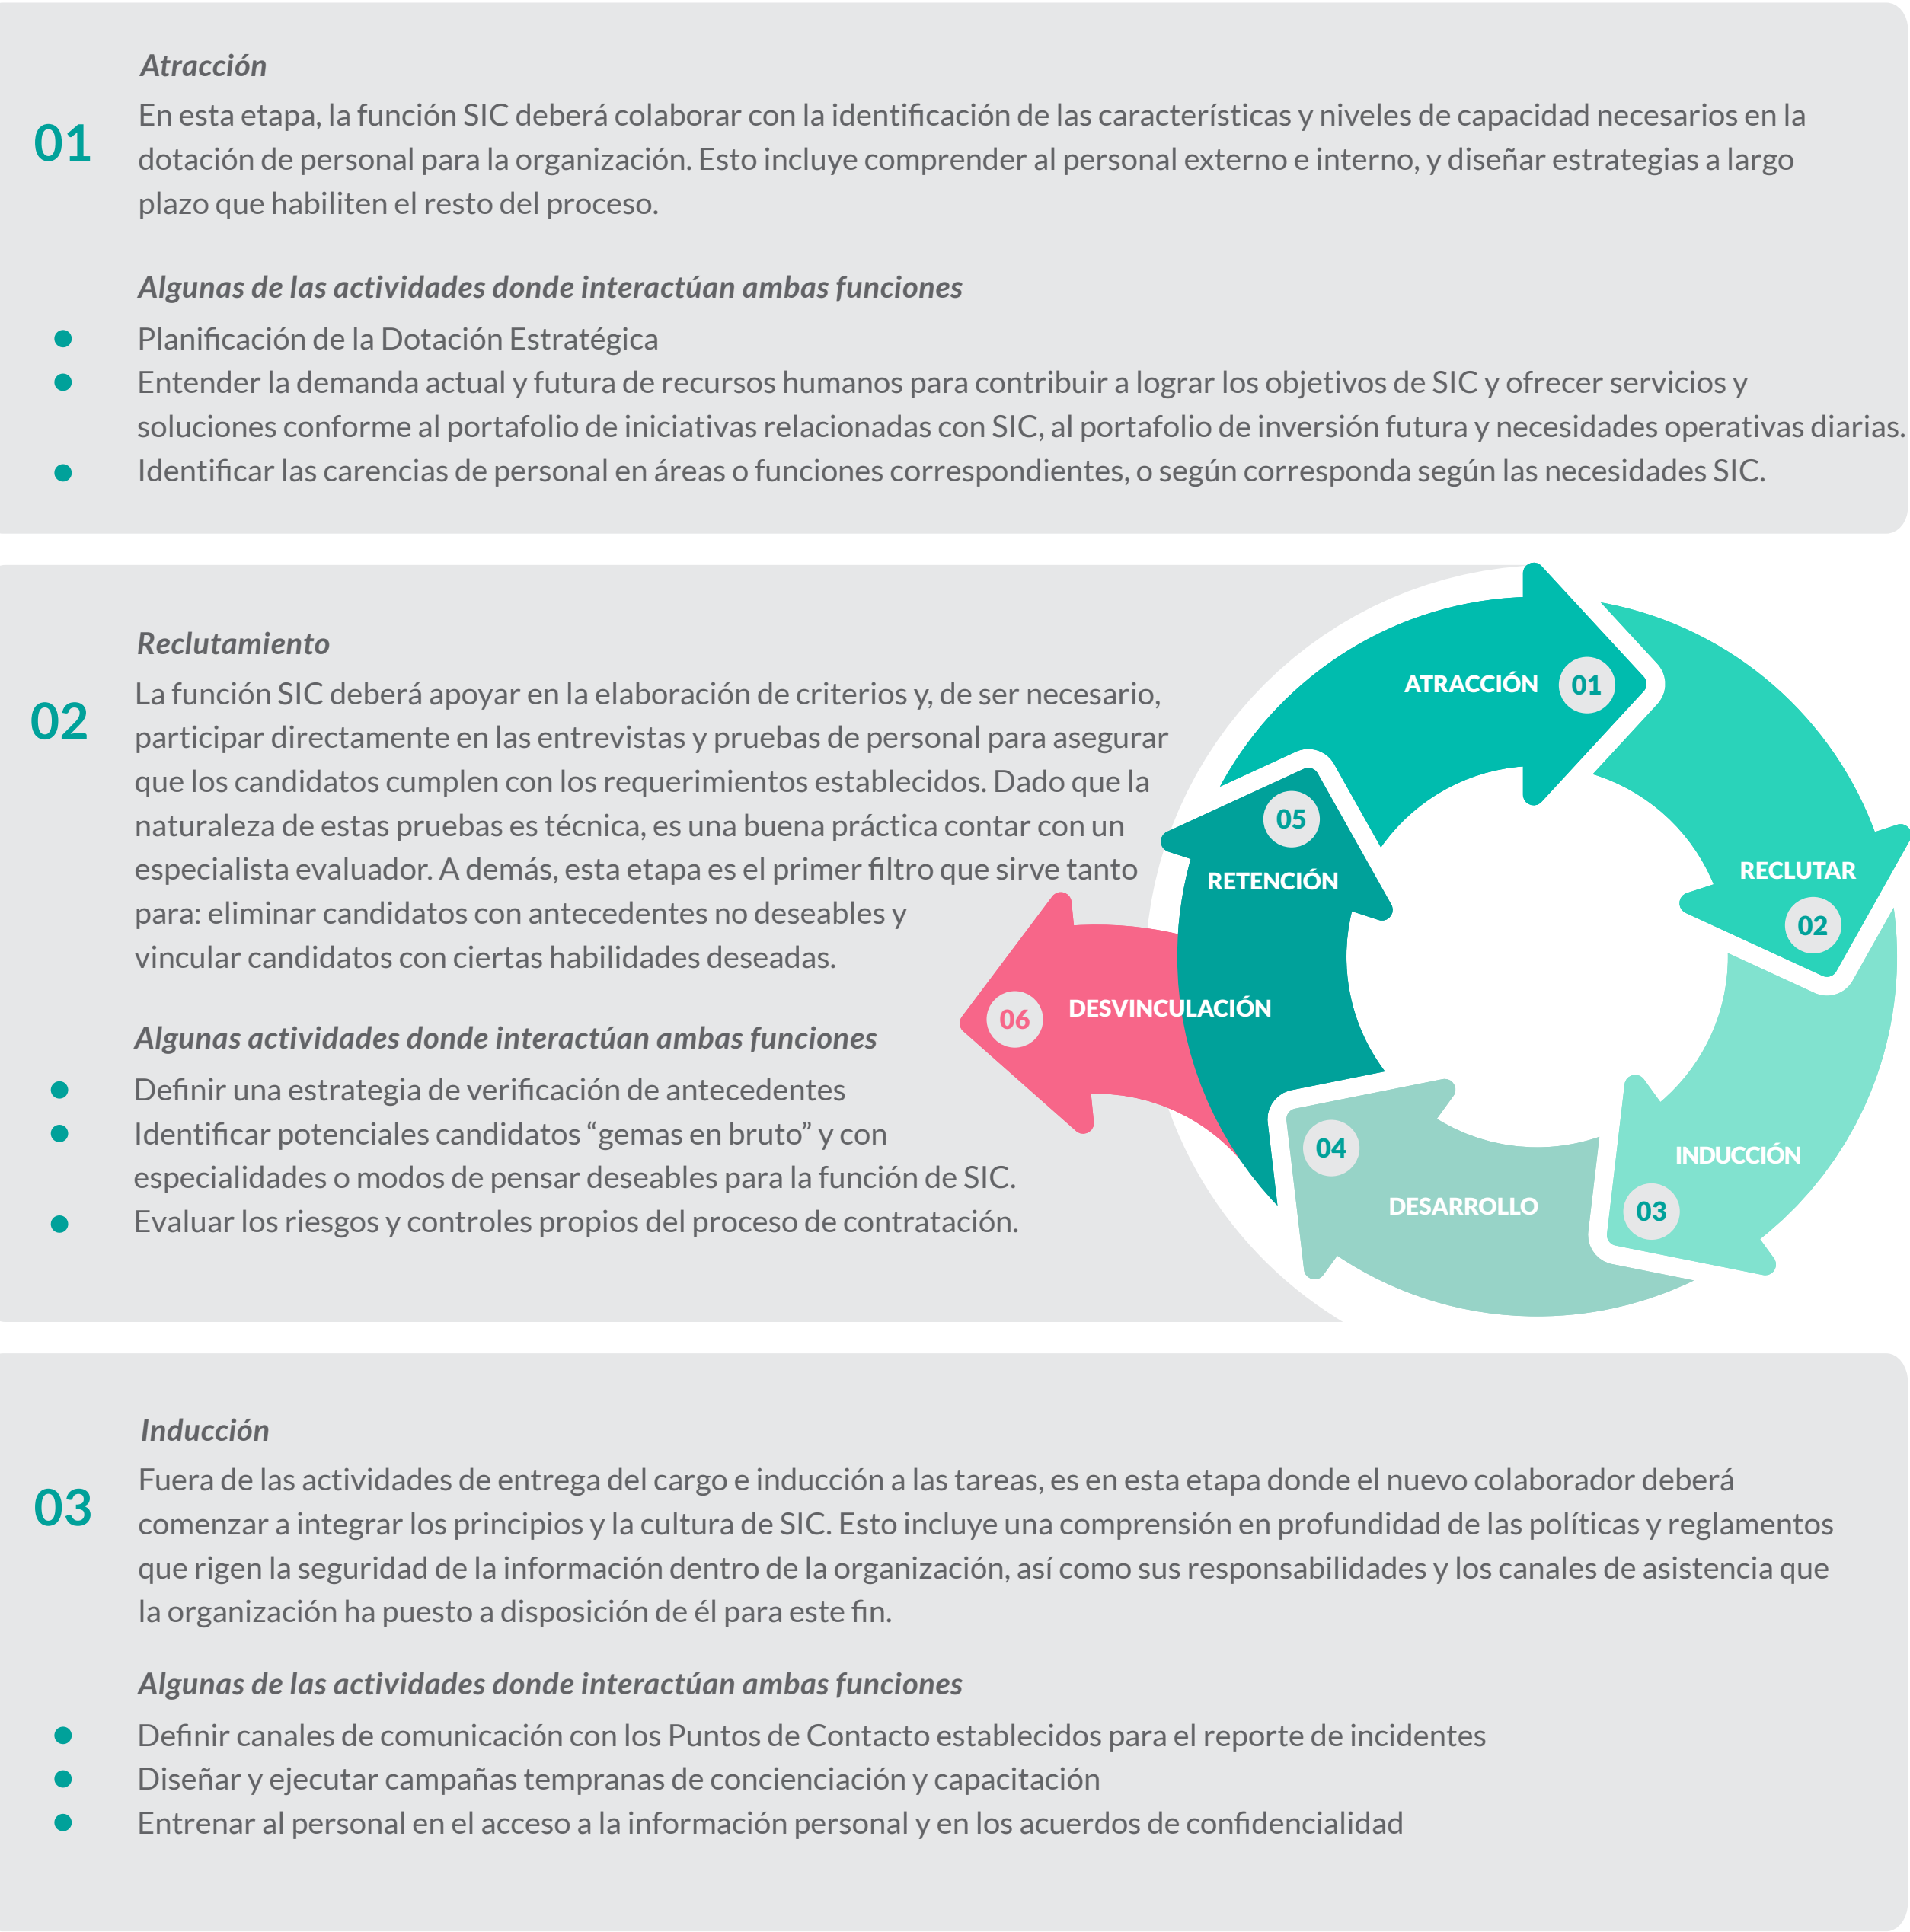 Atracción
01
En esta etapa, la función SIC deberá colaborar con la identificación de las características y niveles de capacidad necesarios en la
dotación de personal para la organización. Esto incluye comprender al personal externo e interno, y diseñar estrategias a largo
plazo que habiliten el resto del proceso.
Algunas de las actividades donde interactúan ambas funciones
Planificación de la Dotación Estratégica
Entender la demanda actual y futura de recursos humanos para contribuir a lograr los objetivos de SIC y ofrecer servicios y
soluciones conforme al portafolio de iniciativas relacionadas con SIC, al portafolio de inversión futura y necesidades operativas diarias.
Identificar las carencias de personal en áreas o funciones correspondientes, o según corresponda según las necesidades SIC.
Reclutamiento
02
La función SIC deberá apoyar en la elaboración de criterios y, de ser necesario,
participar directamente en las entrevistas y pruebas de personal para asegurar
que los candidatos cumplen con los requerimientos establecidos. Dado que la
naturaleza de estas pruebas es técnica, es una buena práctica contar con un
especialista evaluador. A demás, esta etapa es el primer filtro que sirve tanto
para: eliminar candidatos con antecedentes no deseables y
vincular candidatos con ciertas habilidades deseadas.
Algunas actividades donde interactúan ambas funciones
Definir una estrategia de verificación de antecedentes
Identificar potenciales candidatos “gemas en bruto” y con
especialidades o modos de pensar deseables para la función de SIC.
Evaluar los riesgos y controles propios del proceso de contratación.
ATRACCIÓN 01
RECLUTAR
02
INDUCCIÓN
03
04
DESARROLLO
05
RETENCIÓN
06 DESVINCULACIÓN
Inducción
03
Fuera de las actividades de entrega del cargo e inducción a las tareas, es en esta etapa donde el nuevo colaborador deberá
comenzar a integrar los principios y la cultura de SIC. Esto incluye una comprensión en profundidad de las políticas y reglamentos
que rigen la seguridad de la información dentro de la organización, así como sus responsabilidades y los canales de asistencia que
la organización ha puesto a disposición de él para este fin.
Algunas de las actividades donde interactúan ambas funciones
Definir canales de comunicación con los Puntos de Contacto establecidos para el reporte de incidentes
Diseñar y ejecutar campañas tempranas de concienciación y capacitación
Entrenar al personal en el acceso a la información personal y en los acuerdos de confidencialidad